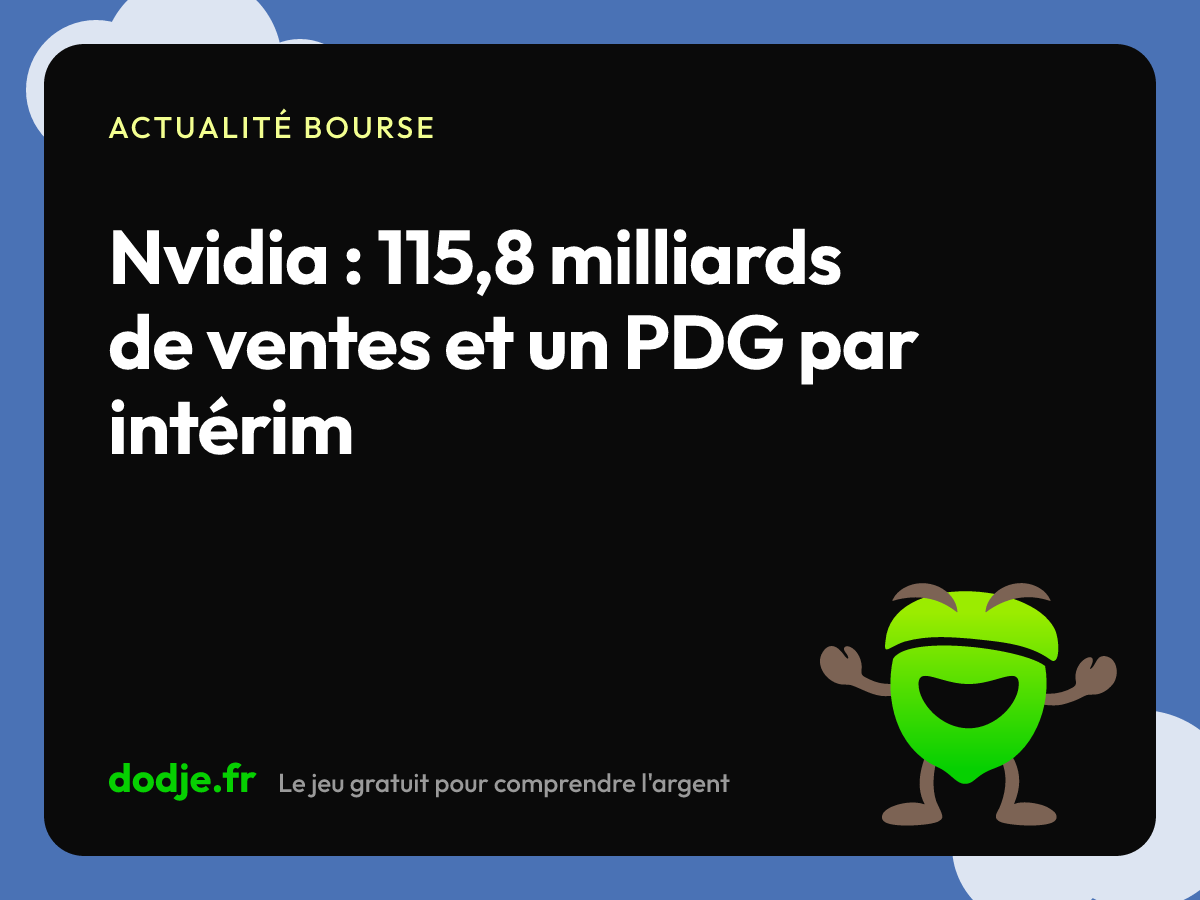 ACTUALITÉ BOURSE
Nvidia : 115,8 milliards
de ventes et un PDG par
intérim
dodje.fr Le jeu gratuit pour comprendre l'argent